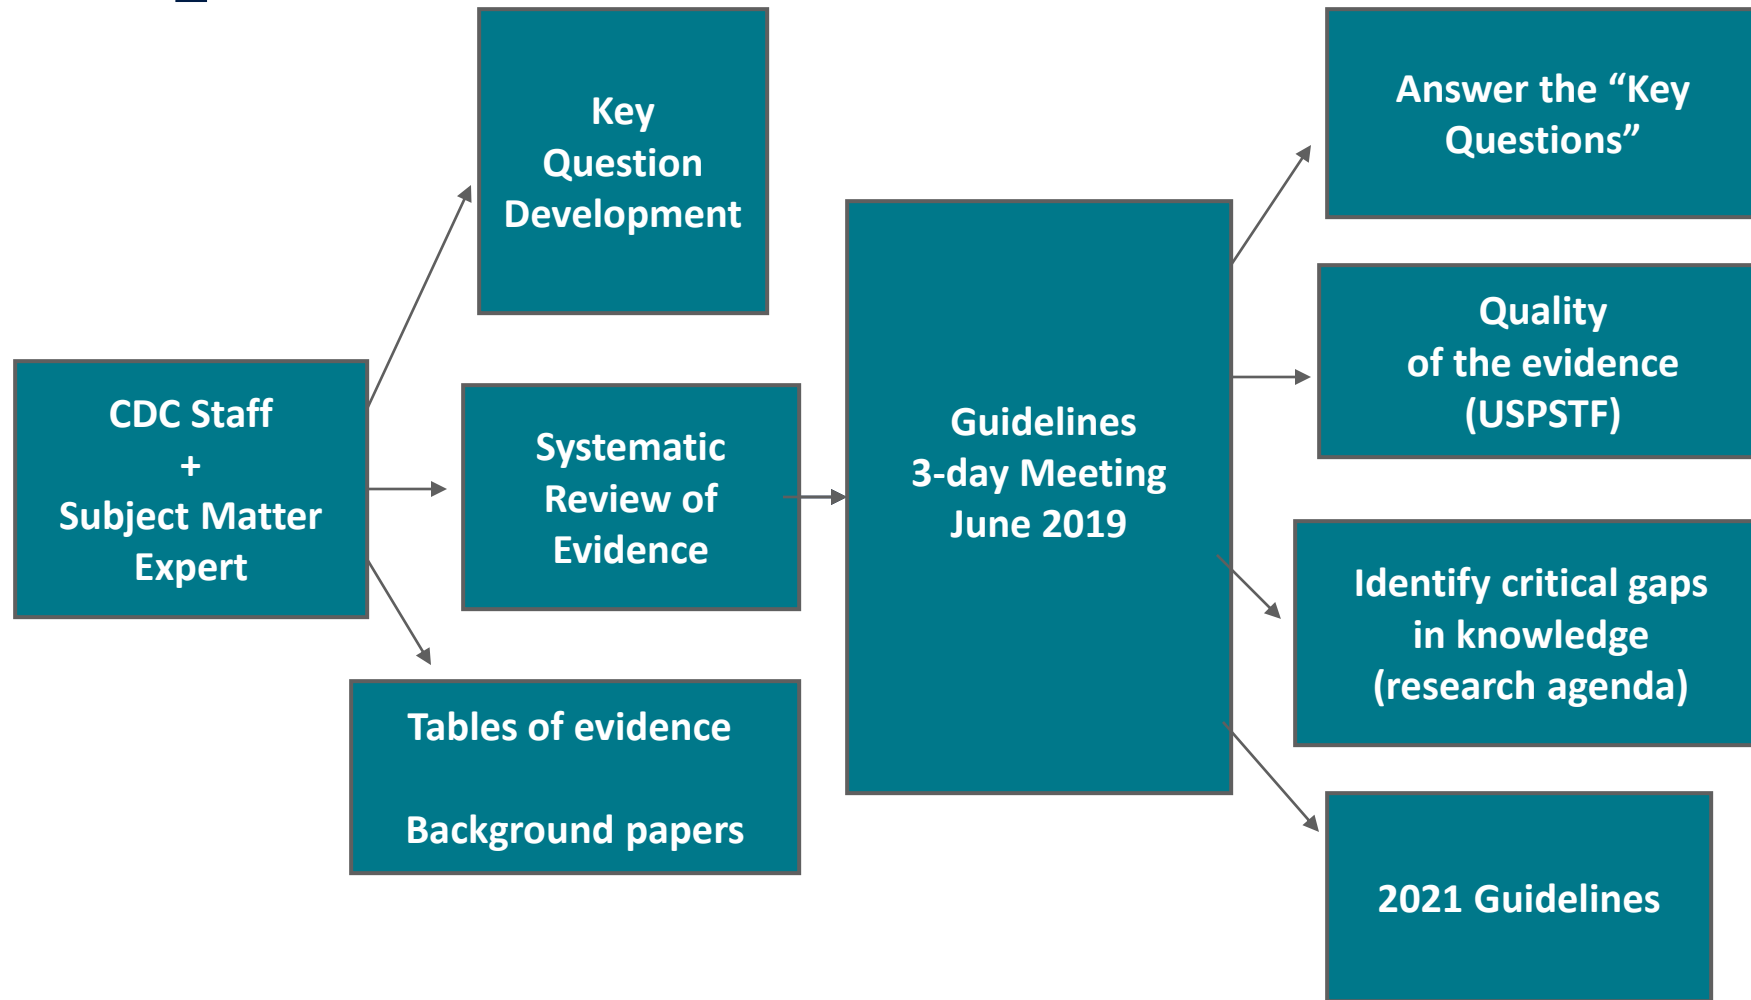 CDC Staff
+
Subject Matter
Expert
Key
Question
Development
Systematic
Review of
Evidence
Tables of evidence
Background papers
Guidelines
3-day Meeting
June 2019
Answer the “Key
Questions”
Quality
of the evidence
(USPSTF)
Identify critical gaps
in knowledge
(research agenda)
2021 Guidelines